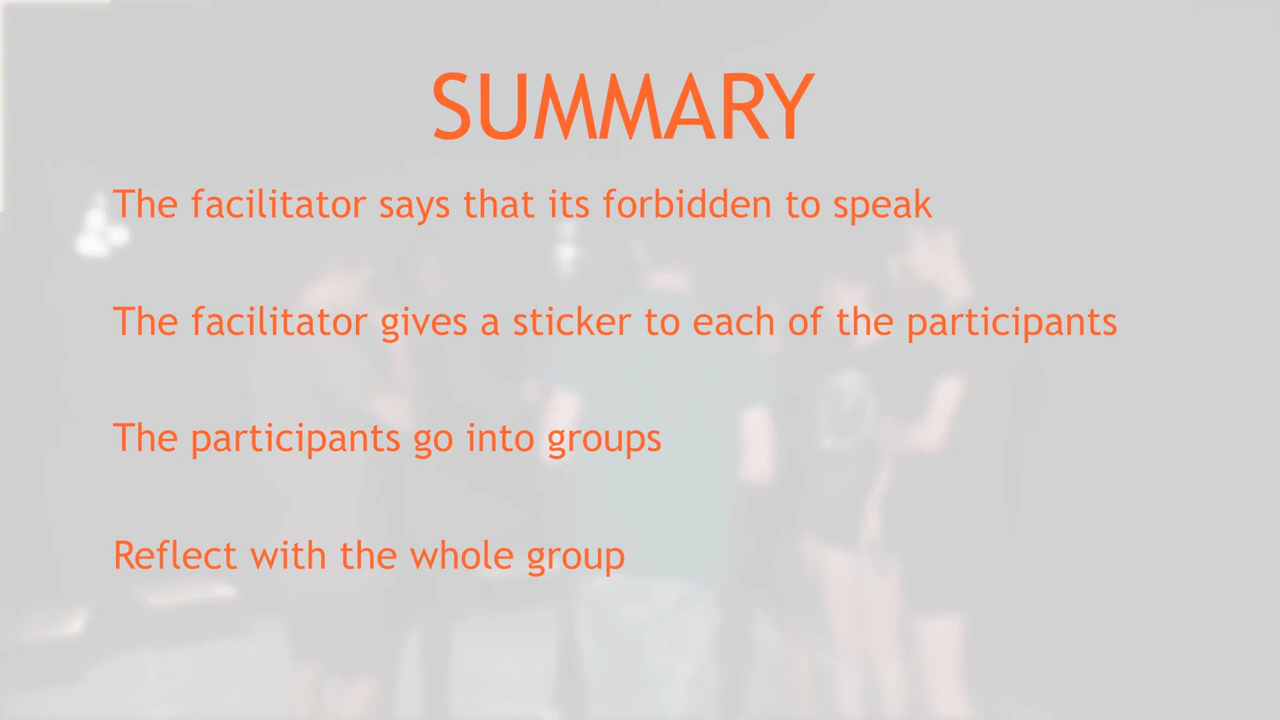 SUMMARY
The facilitator says that its forbidden to speak
The facilitator gives a sticker to each of the participants
The participants go into groups
Reflect with the whole group